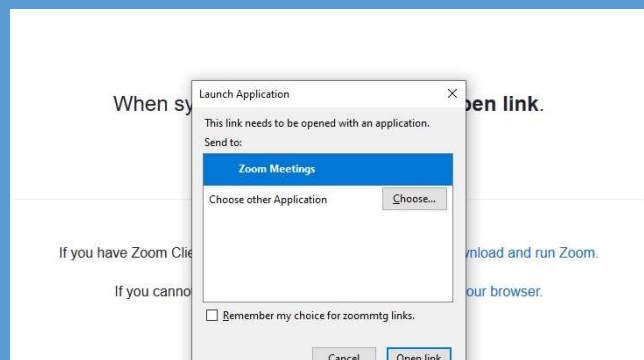 When sy
pen link.
Launch Application
This link needs to be opened with an application.
Send to:
Zoom Meetings
Choose other Application
Choose...
If you have Zoom Clie
wnload and run Zoom.
If you canno
our browser.
Remember my choice for zoommtg links.
Cancel
Open link